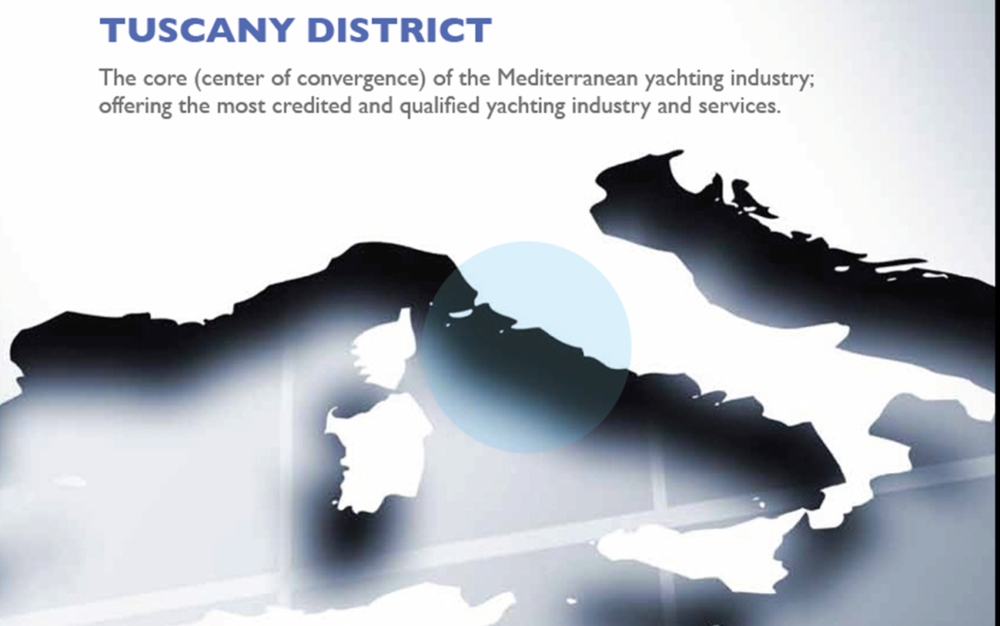 TUSCANY DISTRICT
The core (center of convergence) of the Mediterranean yachting industry;
offering the most credited and qualified yachting industry and services.